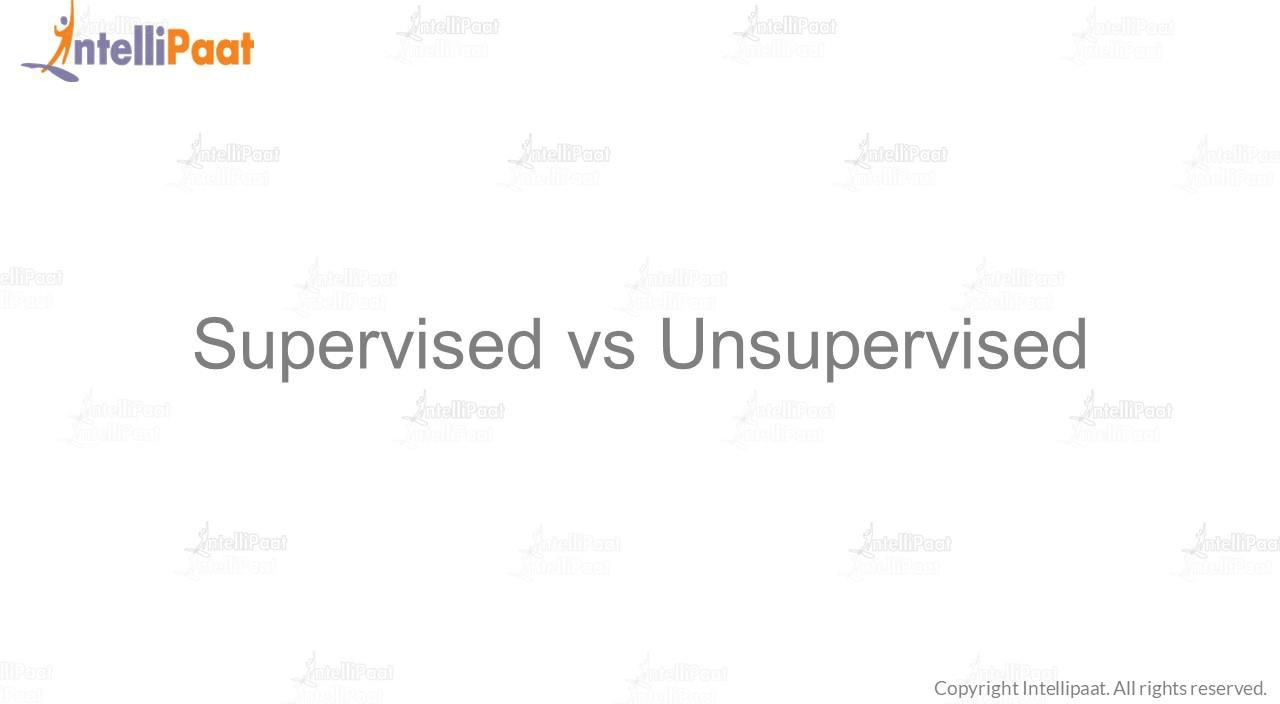 IntelliPaat
Supervised vs Unsupervised
Copyright Intellipaat. All rights reserved.